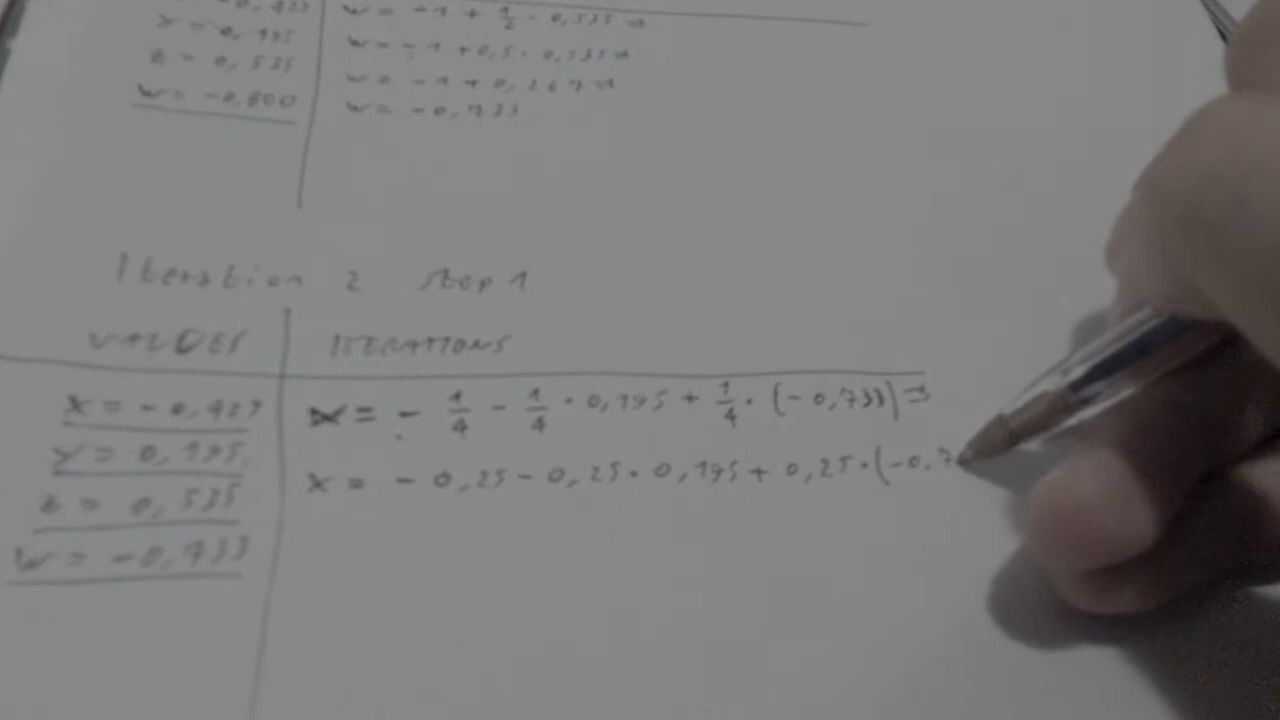 w = -1 + 1/2 · 0,535 ⇒
y = 0,195
w = -1 + 0,5 · 0,535 ⇒
z = 0,535
w = -1 + 0,267 ⇒
w = -0,800
w = -0,733
Iteration 2 step 1
VALUES ITERATIONS
x = -0,427 x = - 1/4 - 1/4 · 0,195 + 1/4 · (-0,733) ⇒
y = 0,195 x = -0,25 - 0,25 · 0,195 + 0,25 · (-0,7
z = 0,535
w = -0,733